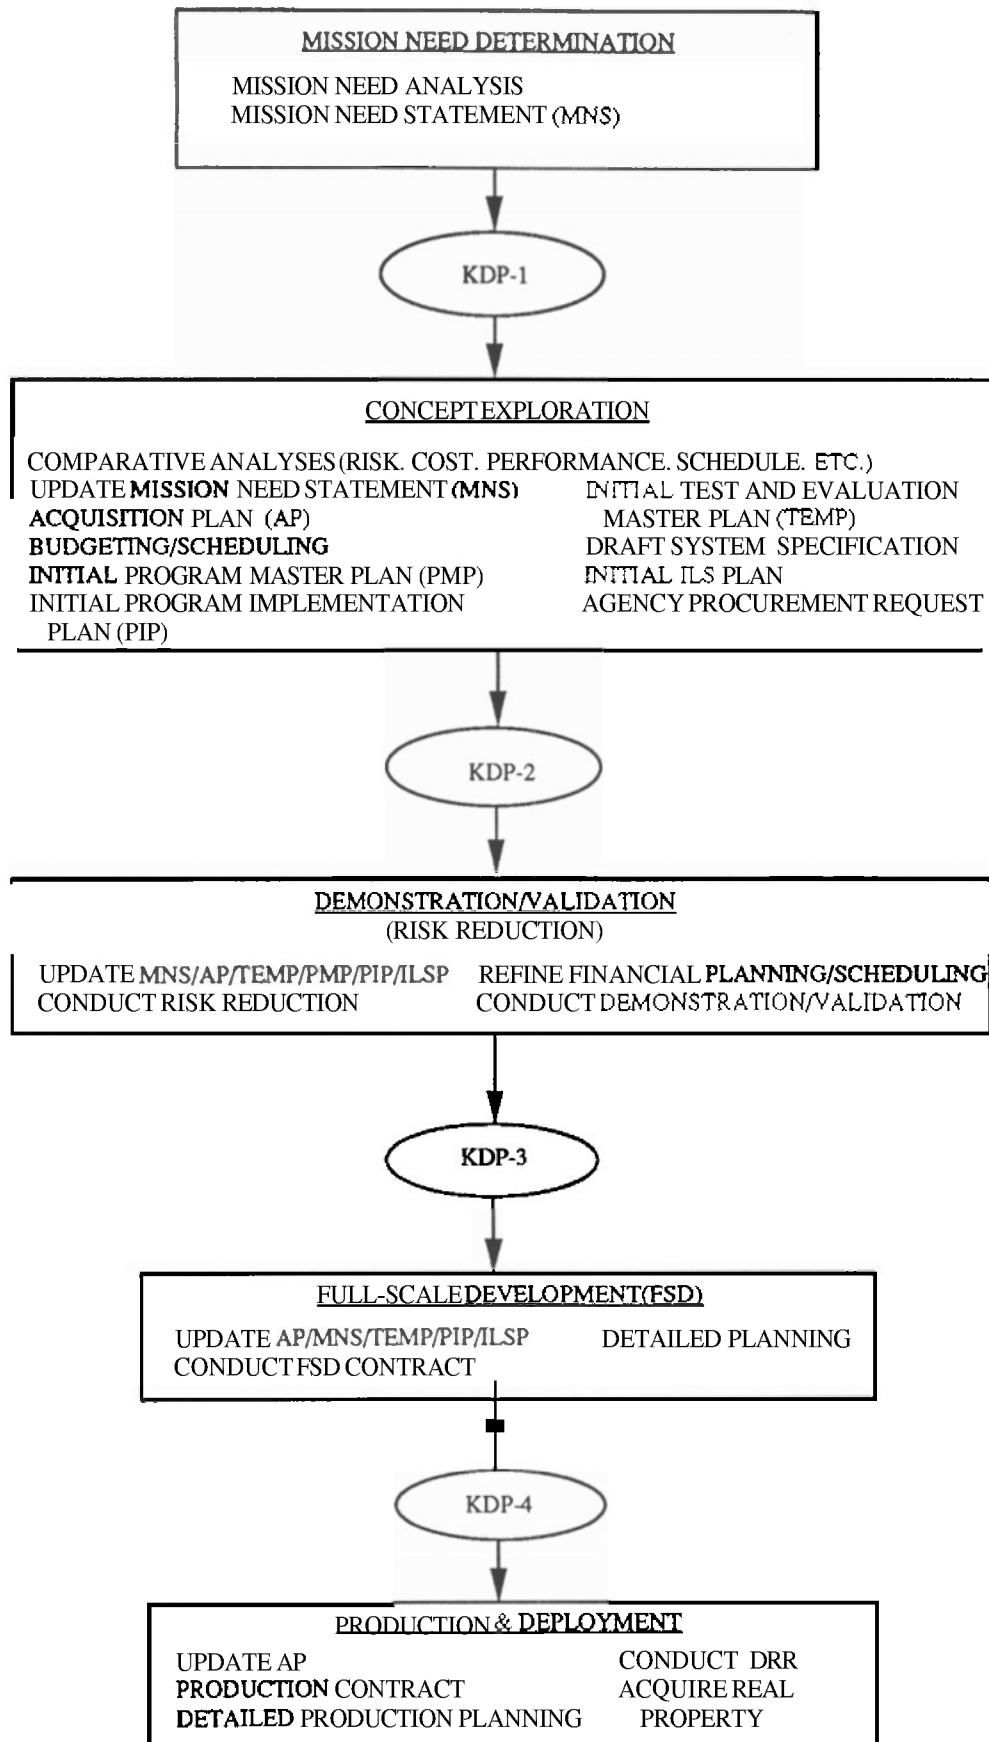 MISSION NEED DETERMINATION
MISSION NEED ANALYSIS
MISSION NEED STATEMENT (MNS)
KDP-1
CONCEPT EXPLORATION
COMPARATIVE ANALYSES (RISK. COST. PERFORMANCE. SCHEDULE. ETC.)
UPDATE MISSION NEED STATEMENT (MNS)
ACQUISITION PLAN (AP)
BUDGETING/SCHEDULING
INITIAL PROGRAM MASTER PLAN (PMP)
INITIAL PROGRAM IMPLEMENTATION
PLAN (PIP)
INITIAL TEST AND EVALUATION
MASTER PLAN (TEMP)
DRAFT SYSTEM SPECIFICATION
INITIAL ILS PLAN
AGENCY PROCUREMENT REQUEST
KDP-2
DEMONSTRATION/VALIDATION
(RISK REDUCTION)
UPDATE MNS/AP/TEMP/PMP/PIP/ILSP
CONDUCT RISK REDUCTION
REFINE FINANCIAL PLANNING/SCHEDULING
CONDUCT DEMONSTRATION/VALIDATION
KDP-3
FULL-SCALE DEVELOPMENT (FSD)
UPDATE AP/MNS/TEMP/PIP/ILSP
CONDUCT FSD CONTRACT
DETAILED PLANNING
KDP-4
PRODUCTION & DEPLOYMENT
UPDATE AP
PRODUCTION CONTRACT
DETAILED PRODUCTION PLANNING
CONDUCT DRR
ACQUIRE REAL
PROPERTY